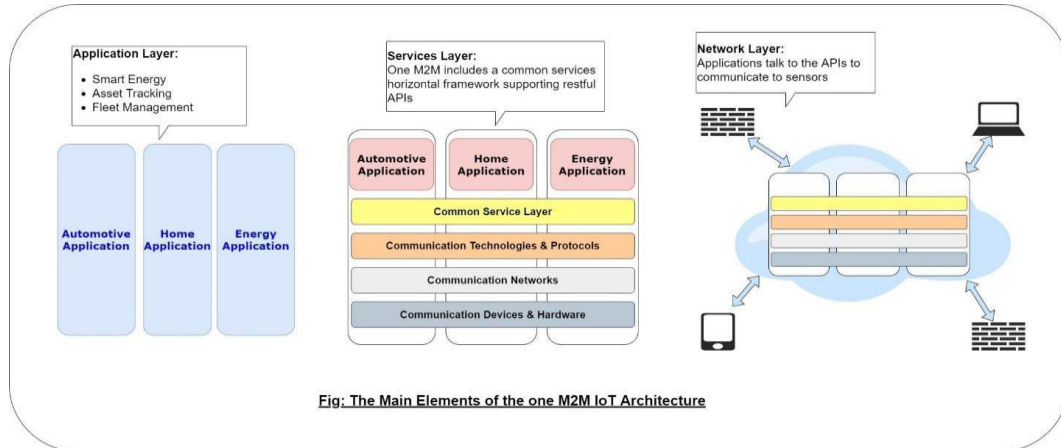 Application Layer:
• Smart Energy
• Asset Tracking
• Fleet Management
Automotive
Application
Home
Application
Energy
Application
Services Layer:
One M2M includes a common services
horizontal framework supporting restful
APIs
Automotive
Application
Home
Application
Energy
Application
Common Service Layer
Communication Technologies & Protocols
Communication Networks
Communication Devices & Hardware
Network Layer:
Applications talk to the APIs to
communicate to sensors
Fig: The Main Elements of the one M2M IoT Architecture